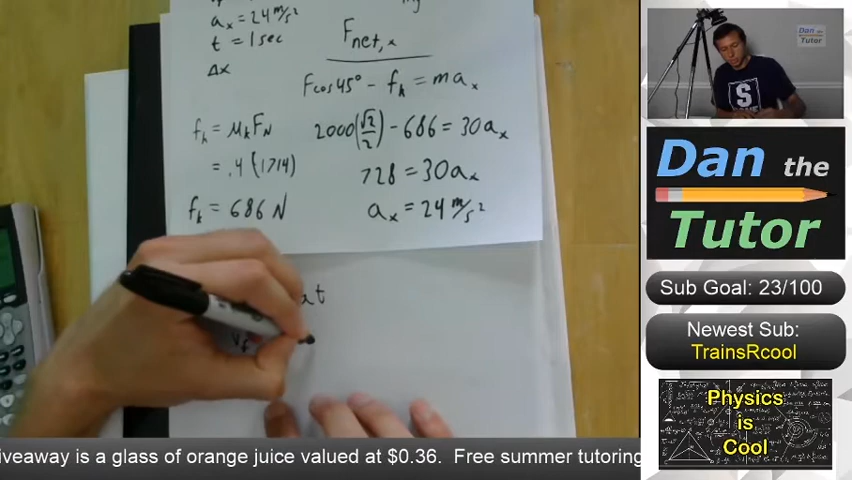 mg
aₓ = 24 m/s²
t = 1 sec
Δx
Fnet,x
Fcos45° - fₖ = maₓ
fₖ = μₖFN
= .4 (1714)
fₖ = 686 N
2000(√2/2) - 686 = 30aₓ
728 = 30aₓ
aₓ = 24 m/s²
at
vf
Dan the Tutor
S
Dan the
Tutor
Sub Goal: 23/100
Newest Sub:
TrainsRcool
Physics
is
Cool
iveaway is a glass of orange juice valued at $0.36. Free summer tutoring